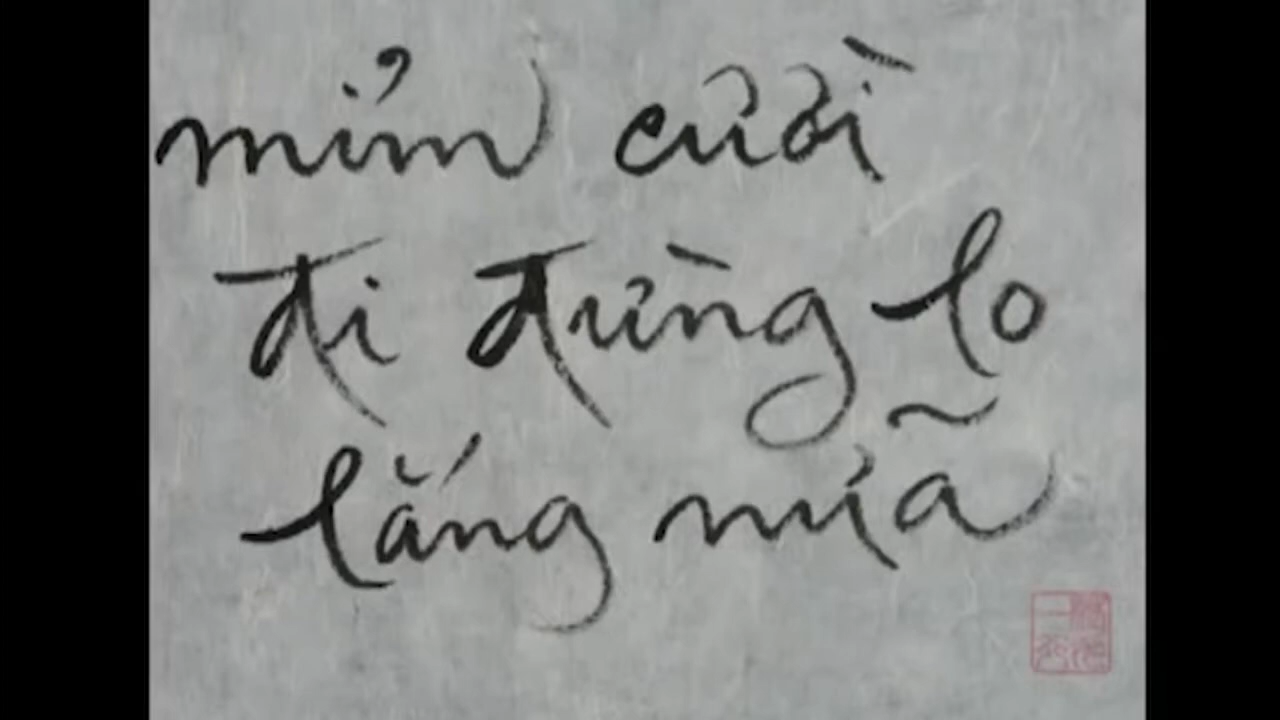 mỉm cười
đi đừng lo
lắng nữa